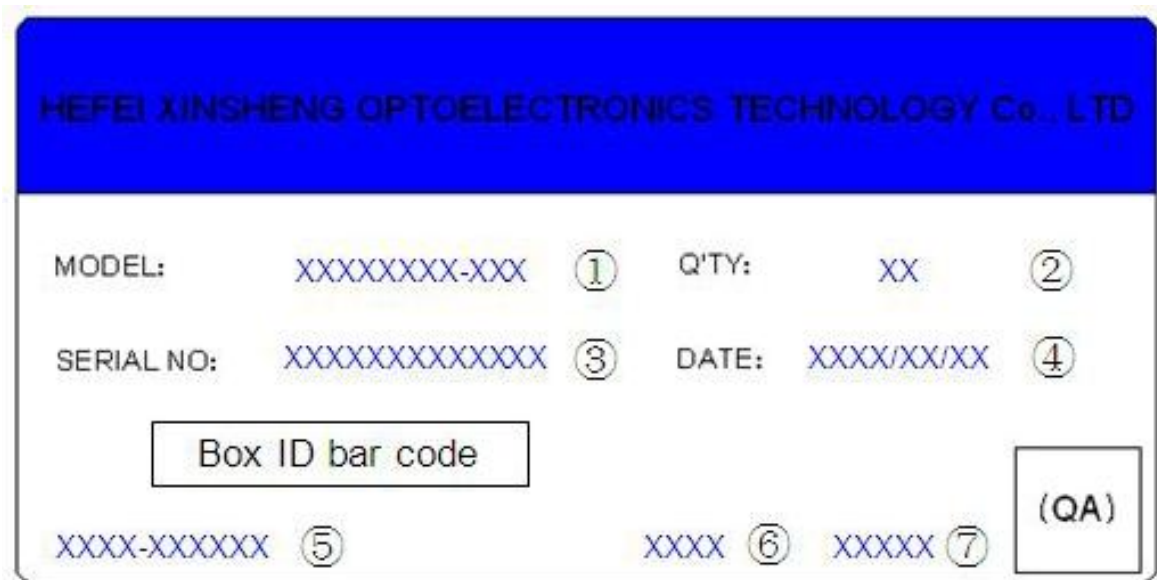 HEFEI XINSHENG OPTOELECTRONICS TECHNOLOGY Co., LTD
MODEL: XXXXXXXX-XXX ① Q'TY: XX ②
SERIAL NO: XXXXXXXXXXXXX ③ DATE: XXXX/XX/XX ④
Box ID bar code
(QA)
XXXX-XXXXXX ⑤ XXXX ⑥ XXXXX ⑦